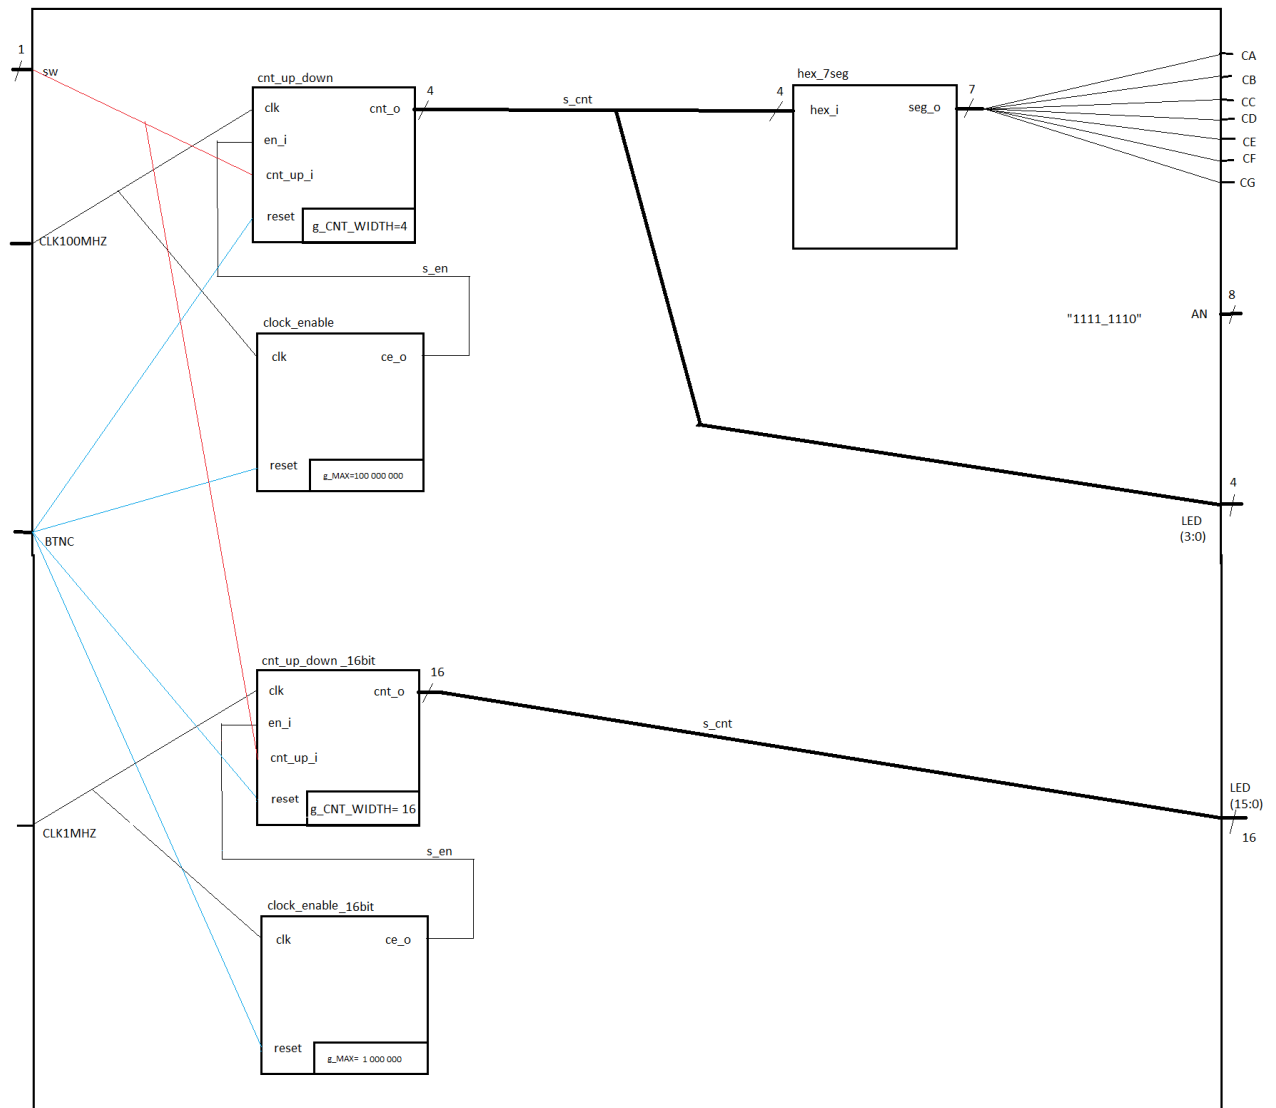 1
sw
cnt_up_down
clk
cnt_o
4
en_i
cnt_up_i
reset
g_CNT_WIDTH=4
s_cnt
4
hex_7seg
hex_i
seg_o
7
CA
CB
CC
CD
CE
CF
CG
CLK100MHZ
s_en
8
AN
"1111_1110"
clock_enable
clk
ce_o
reset
g_MAX=100 000 000
BTNC
4
LED
(3:0)
cnt_up_down _16bit
clk
cnt_o
16
en_i
cnt_up_i
reset
g_CNT_WIDTH= 16
s_cnt
LED
(15:0)
16
CLK1MHZ
s_en
clock_enable_16bit
clk
ce_o
reset
g_MAX= 1 000 000